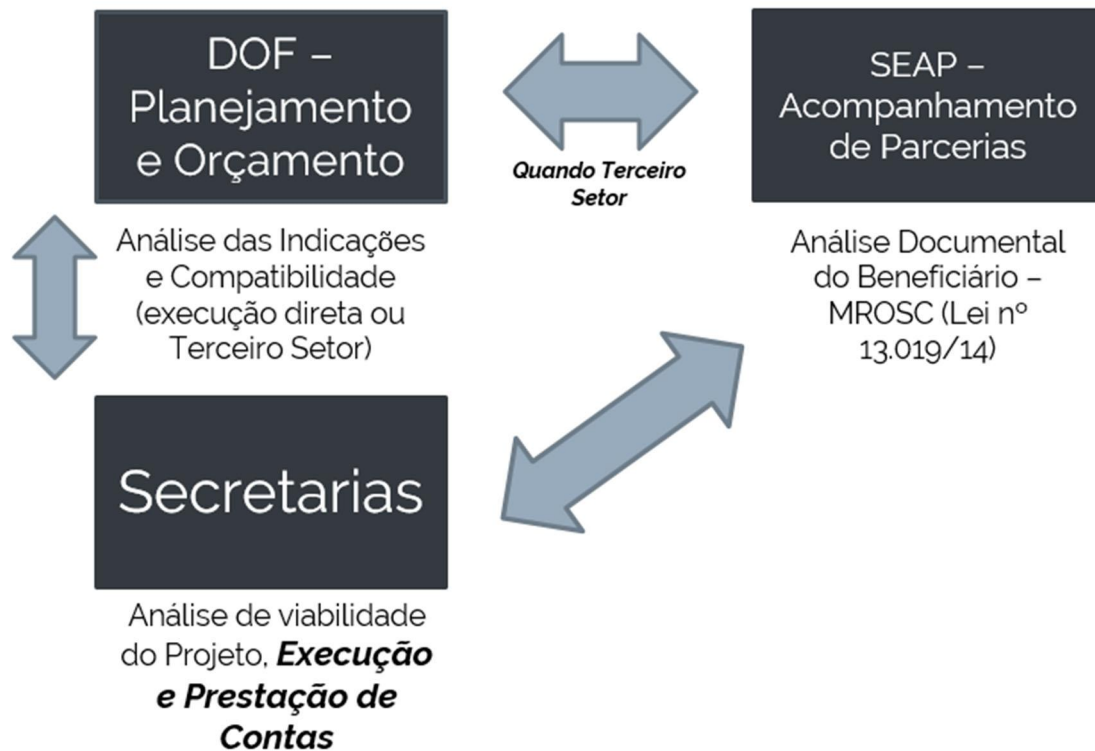 DOF –
Planejamento
e Orçamento
Quando Terceiro
Setor
SEAP –
Acompanhamento
de Parcerias
Análise das Indicações
e Compatibilidade
(execução direta ou
Terceiro Setor)
Análise Documental
do Beneficiário –
MROSC (Lei nº
13.019/14)
Secretarias
Análise de viabilidade
do Projeto, Execução
e Prestação de
Contas